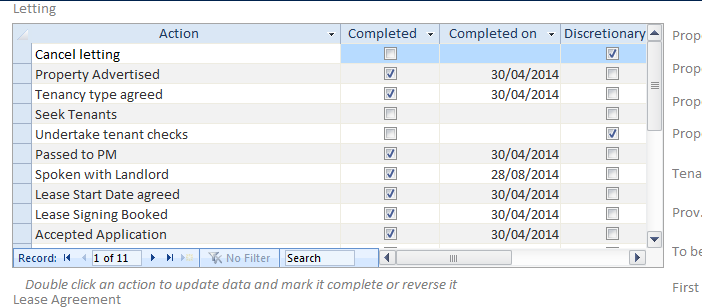 Letting
Action Completed Completed on Discretionary
Cancel letting
Property Advertised 30/04/2014
Tenancy type agreed 30/04/2014
Seek Tenants
Undertake tenant checks
Passed to PM 30/04/2014
Spoken with Landlord 28/08/2014
Lease Start Date agreed 30/04/2014
Lease Signing Booked 30/04/2014
Accepted Application 30/04/2014
Record: 1 of 11 No Filter Search
Double click an action to update data and mark it complete or reverse it
Lease Agreement
Prope
Prope
Prope
Prope
Tena
Prov.
To be
First